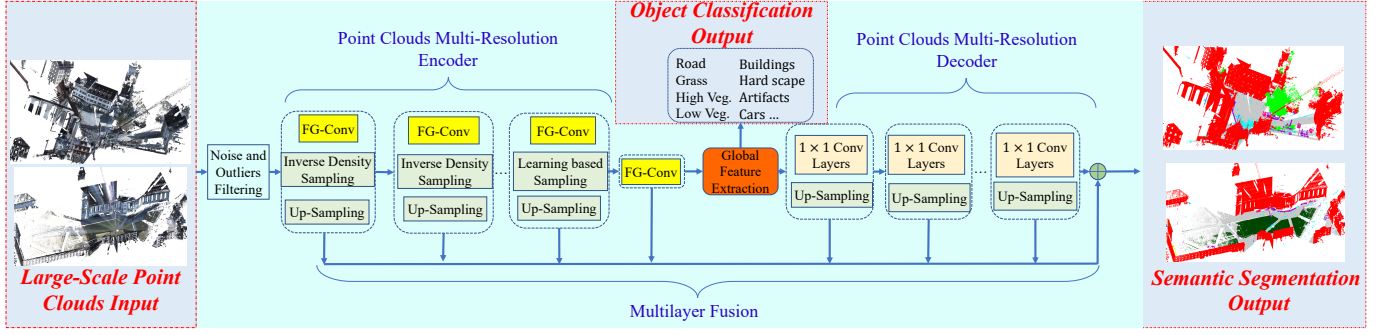 Large-Scale Point
Clouds Input
Noise and
Outliers
Filtering
Point Clouds Multi-Resolution
Encoder
FG-Conv
Inverse Density
Sampling
Up-Sampling
FG-Conv
Inverse Density
Sampling
Up-Sampling
...
FG-Conv
Learning based
Sampling
Up-Sampling
FG-Conv
Object Classification
Output
Road
Grass
High Veg.
Low Veg.
Buildings
Hard scape
Artifacts
Cars ...
Global
Feature
Extraction
Point Clouds Multi-Resolution
Decoder
1 × 1 Conv
Layers
Up-Sampling
1 × 1 Conv
Layers
Up-Sampling
...
1 × 1 Conv
Layers
Up-Sampling
Multilayer Fusion
Semantic Segmentation
Output